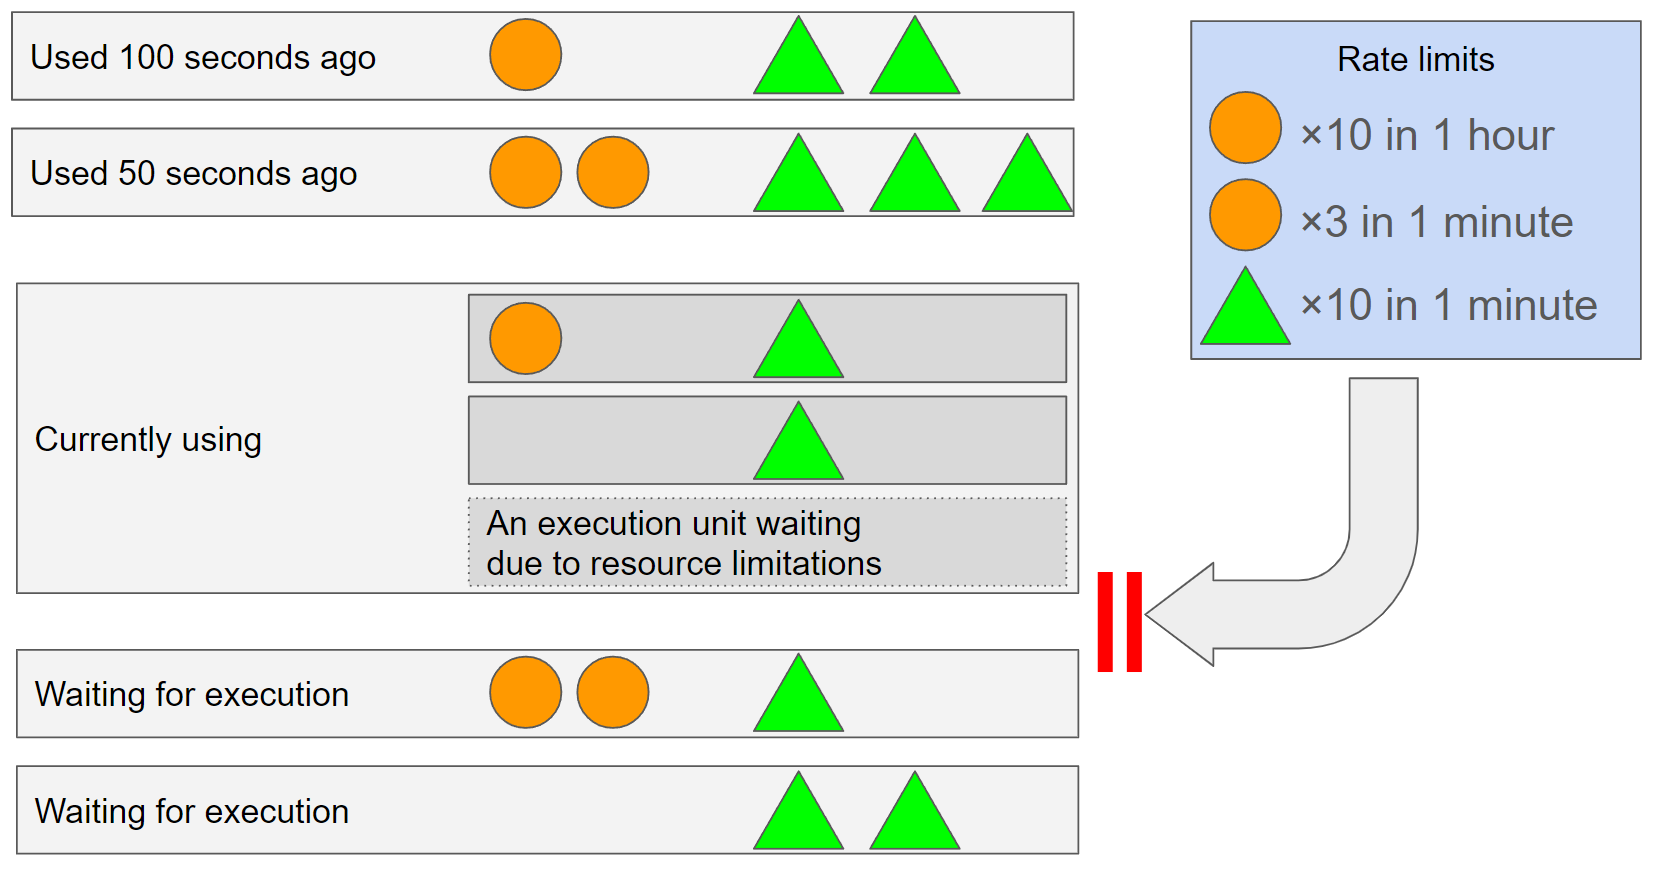 Used 100 seconds ago
Used 50 seconds ago
Currently using
An execution unit waiting
due to resource limitations
Waiting for execution
Waiting for execution
Rate limits
×10 in 1 hour
×3 in 1 minute
×10 in 1 minute